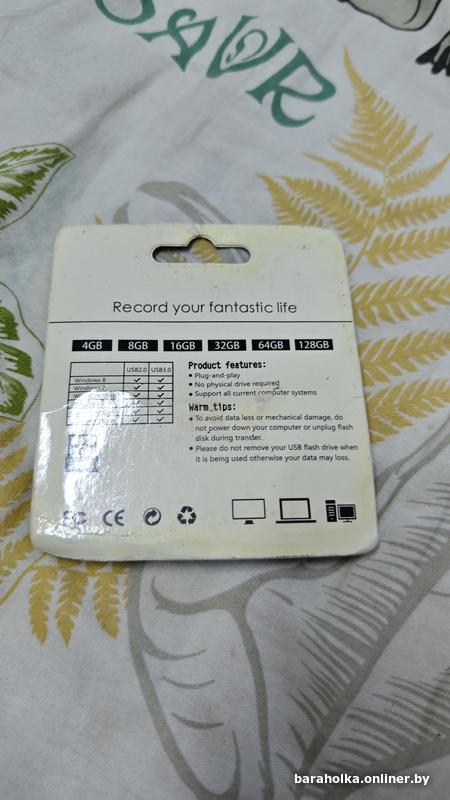 SAUR
Record your fantastic life
4GB 8GB 16GB 32GB 64GB 128GB
USB2.0 USB3.0
Windows 8
Product features:
• Plug-and-play
• No physical drive required
• Support all current computer systems
Warm tips:
• To avoid data loss or mechanical damage, do
not power down your computer or unplug flash
disk during transfer.
• Please do not remove your USB flash drive when
it is being used otherwise your data may loss.
FC CE
baraholka.onliner.by